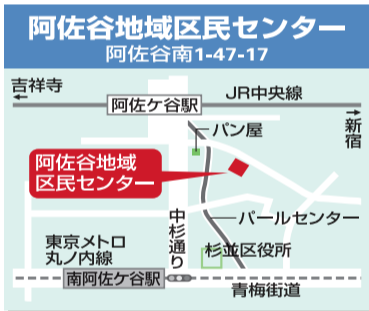 阿佐谷地域区民センター
阿佐谷南1-47-17
吉祥寺
JR中央線
阿佐ケ谷駅
新宿
パン屋
阿佐谷地域
区民センター
中杉通り
パールセンター
東京メトロ
丸ノ内線
杉並区役所
南阿佐ケ谷駅
青梅街道